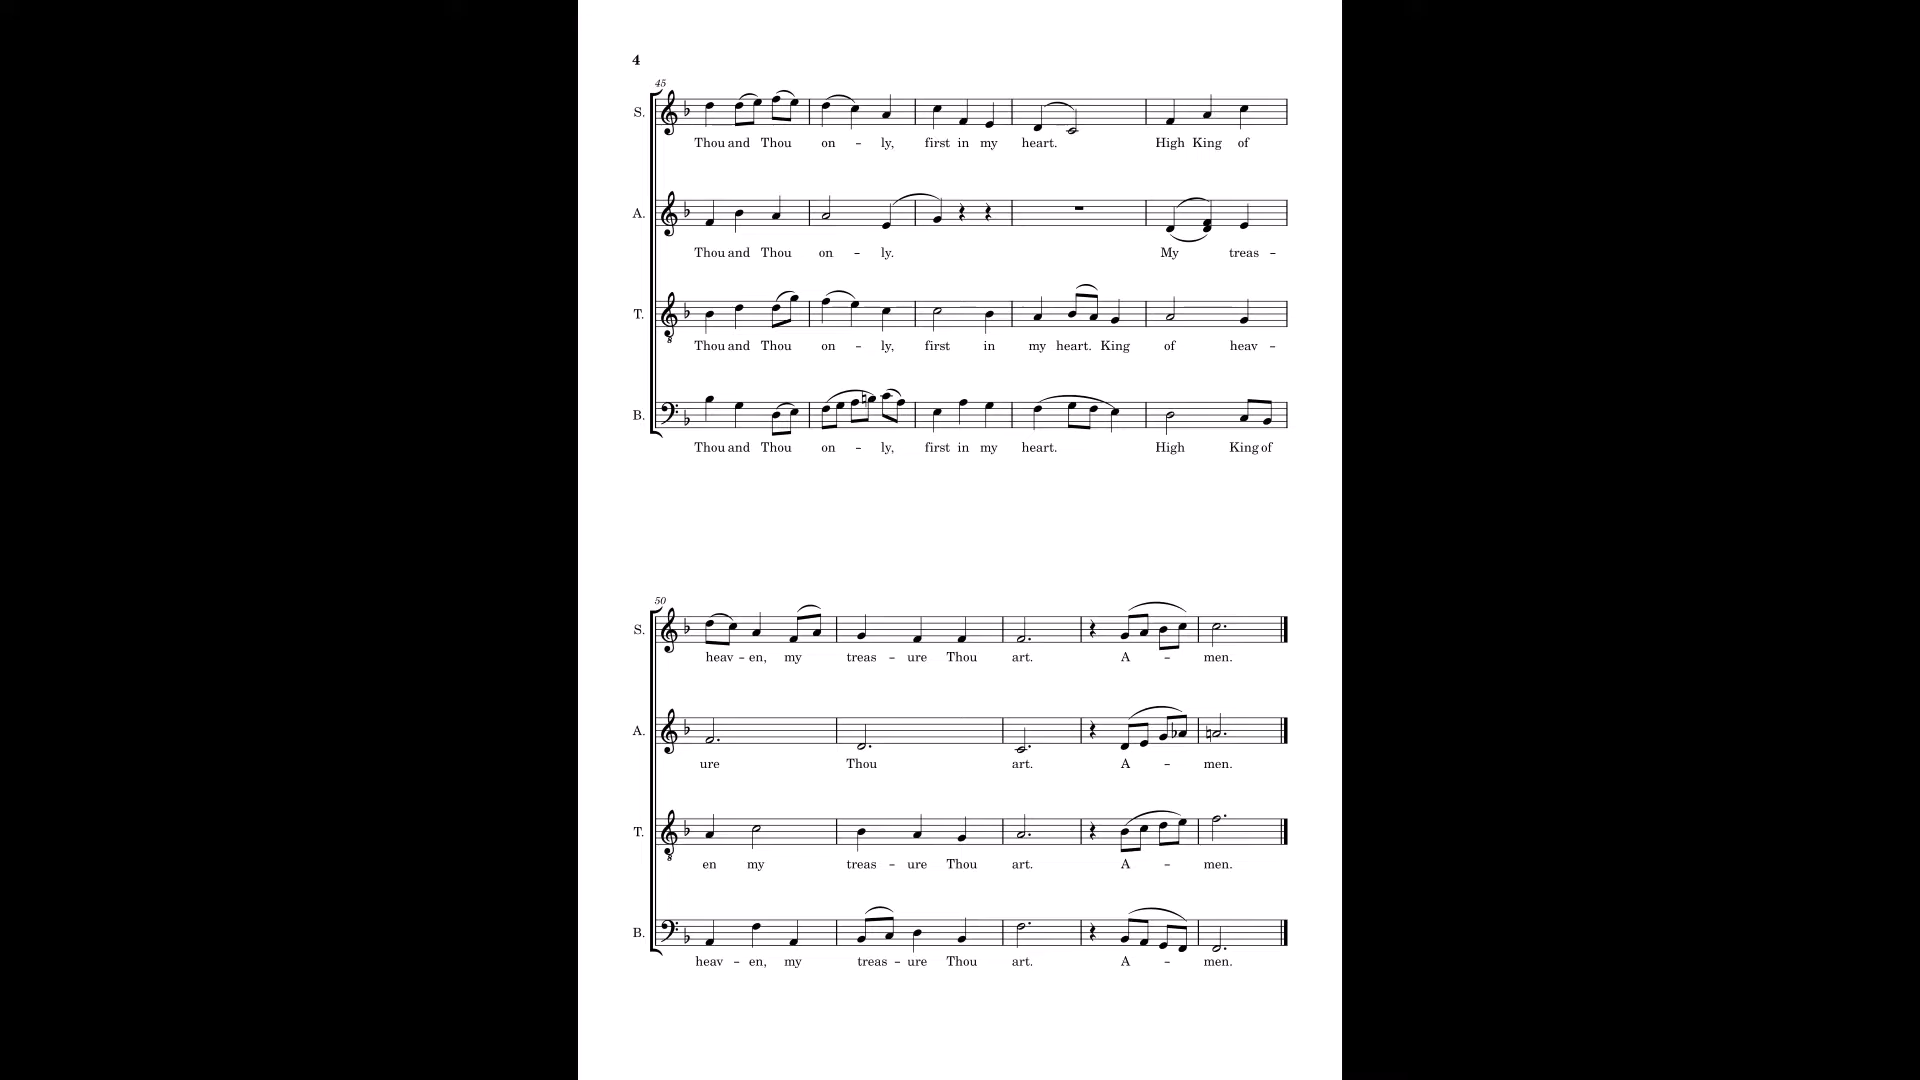 4
45
S.
Thou and Thou on – ly, first in my heart. High King of
A.
Thou and Thou on – ly. My treas –
T.
8
Thou and Thou on – ly, first in my heart. King of heav –
B.
Thou and Thou on – ly, first in my heart. High King of
50
S.
heav – en, my treas – ure Thou art. A – men.
A.
ure Thou art. A – men.
T.
8
en my treas – ure Thou art. A – men.
B.
heav – en, my treas – ure Thou art. A – men.